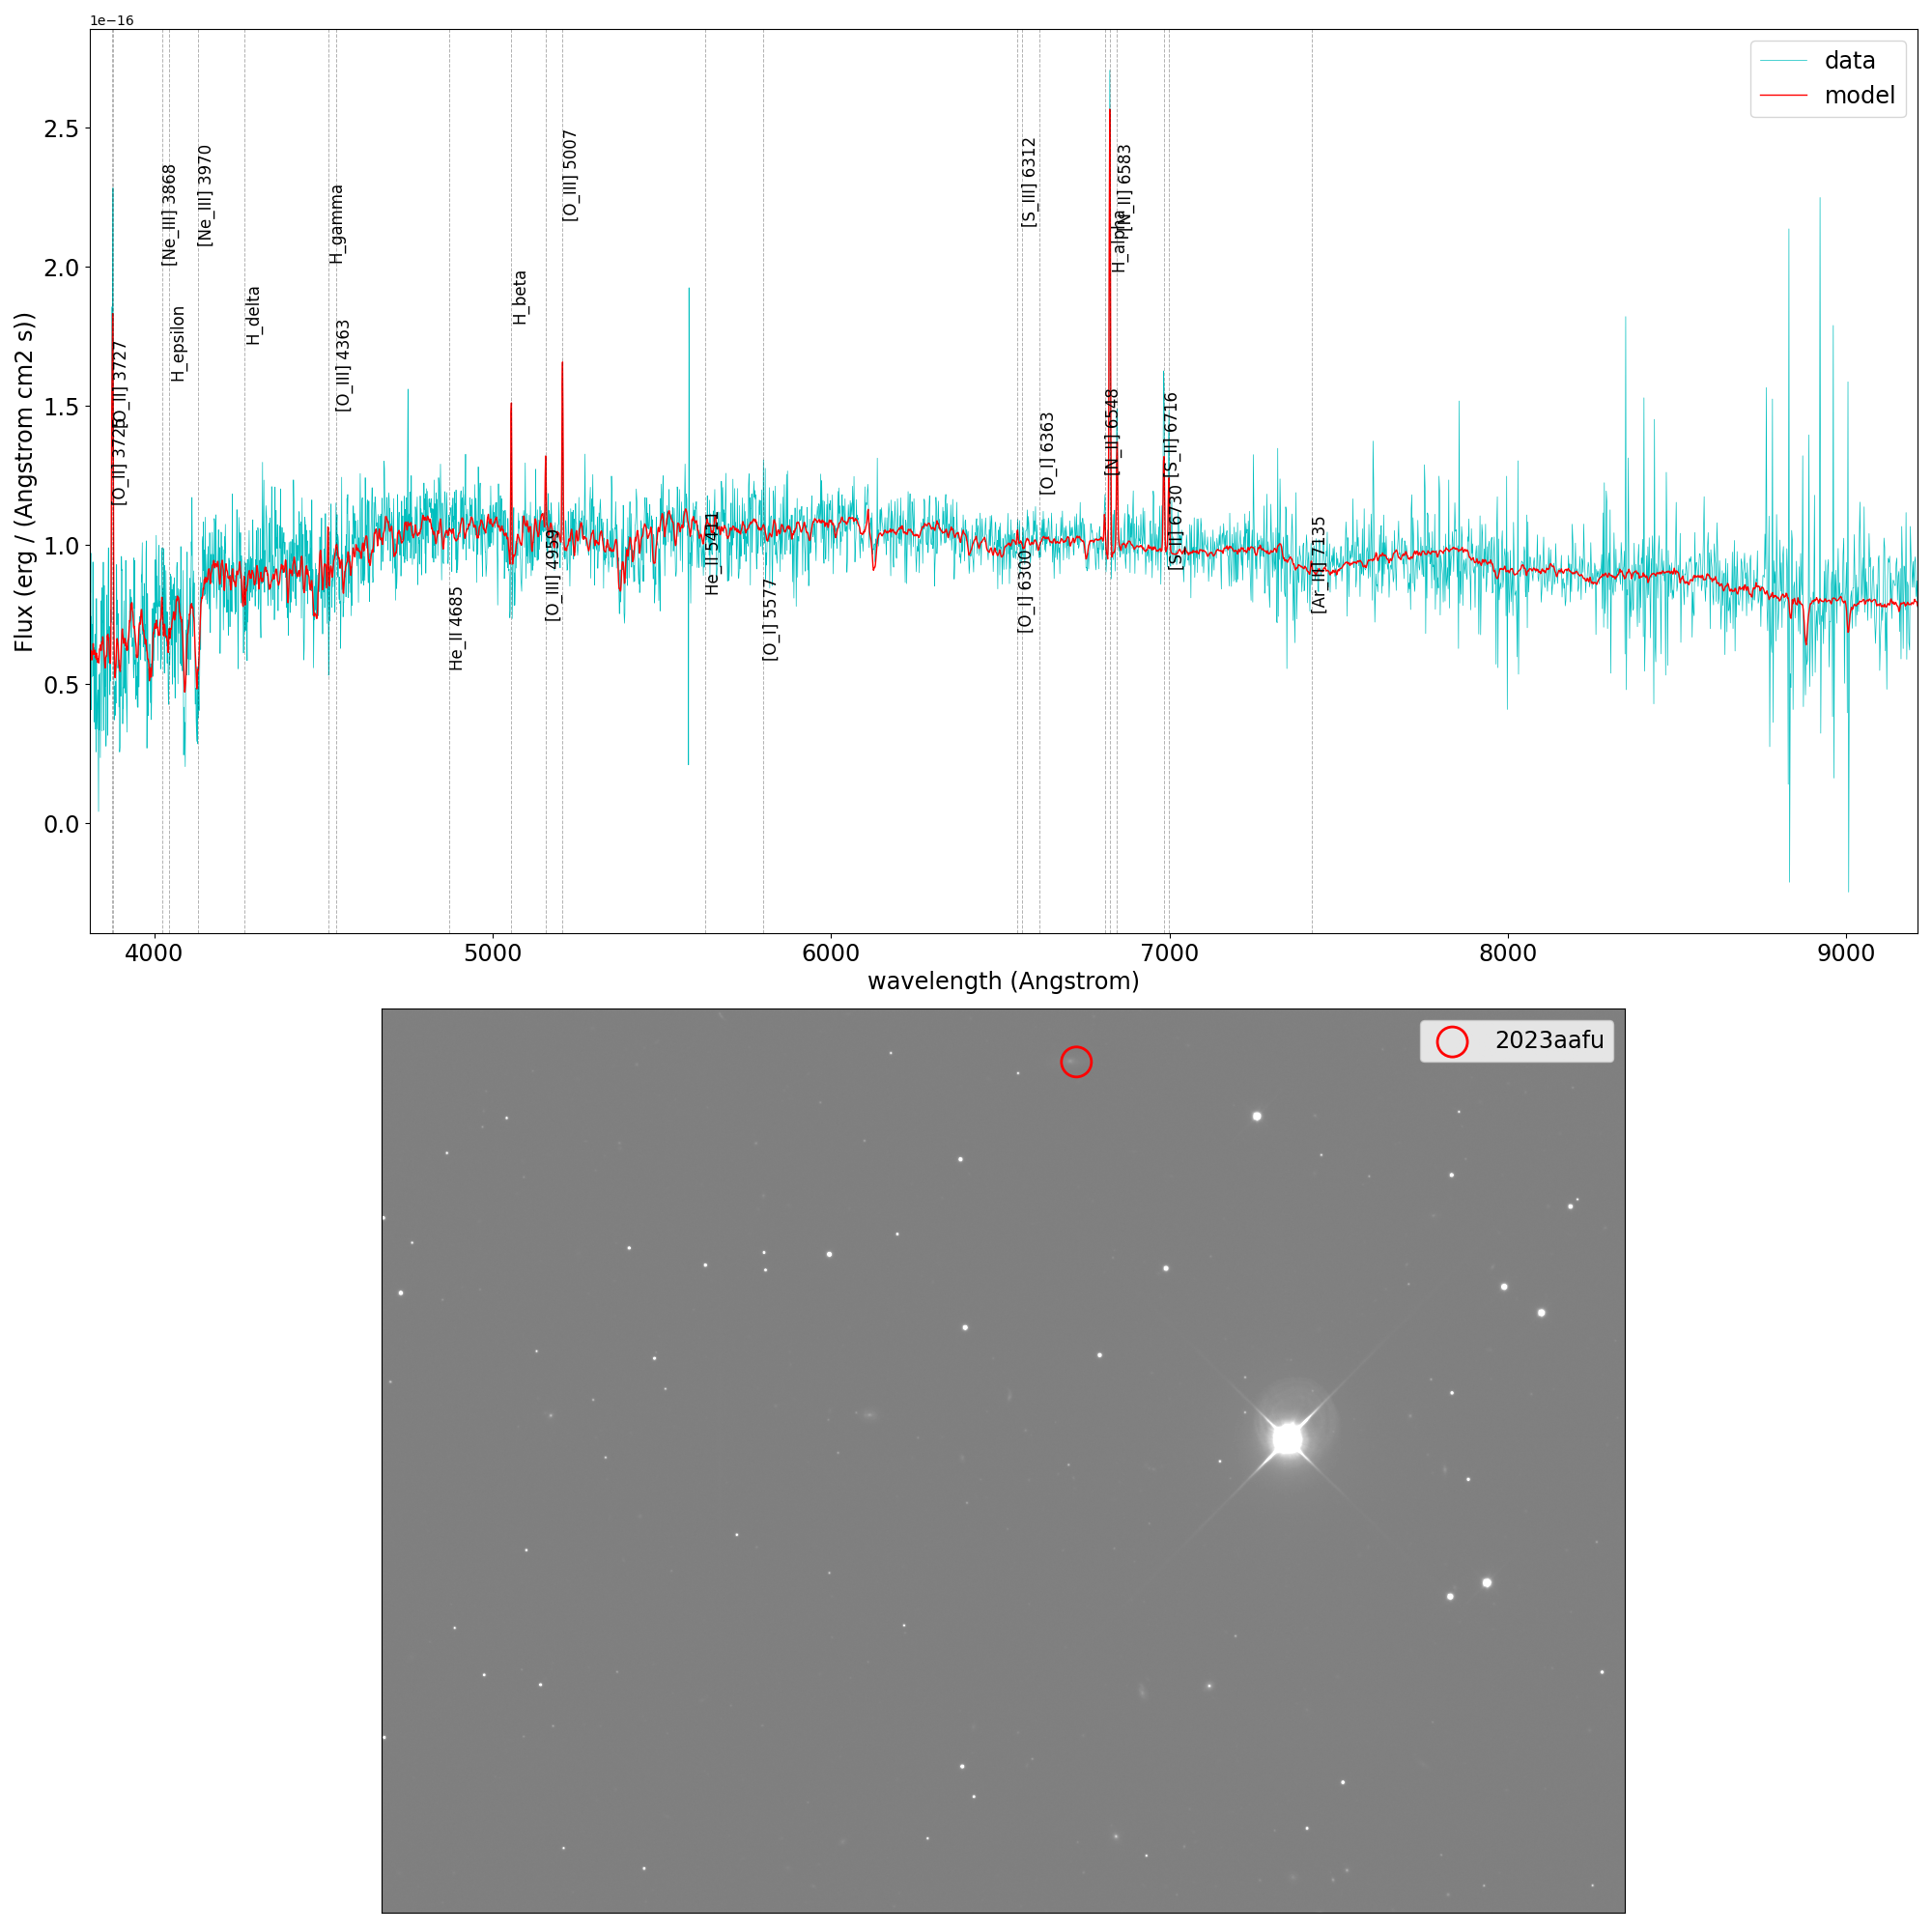 1e−16
data
model
Flux (erg / (Angstrom cm2 s))
2.5
2.0
1.5
1.0
0.5
0.0
[O_II] 3726
[O_II] 3727
[Ne_III] 3868
H_epsilon
[Ne_III] 3970
H_delta
H_gamma
[O_III] 4363
He_II 4685
H_beta
[O_III] 4959
[O_III] 5007
He_II 5411
[O_I] 5577
[O_I] 6300
[S_III] 6312
[O_I] 6363
[N_II] 6548
H_alpha
[N_II] 6583
[S_II] 6716
[S_II] 6730
[Ar_III] 7135
4000 5000 6000 7000 8000 9000
wavelength (Angstrom)
2023aafu